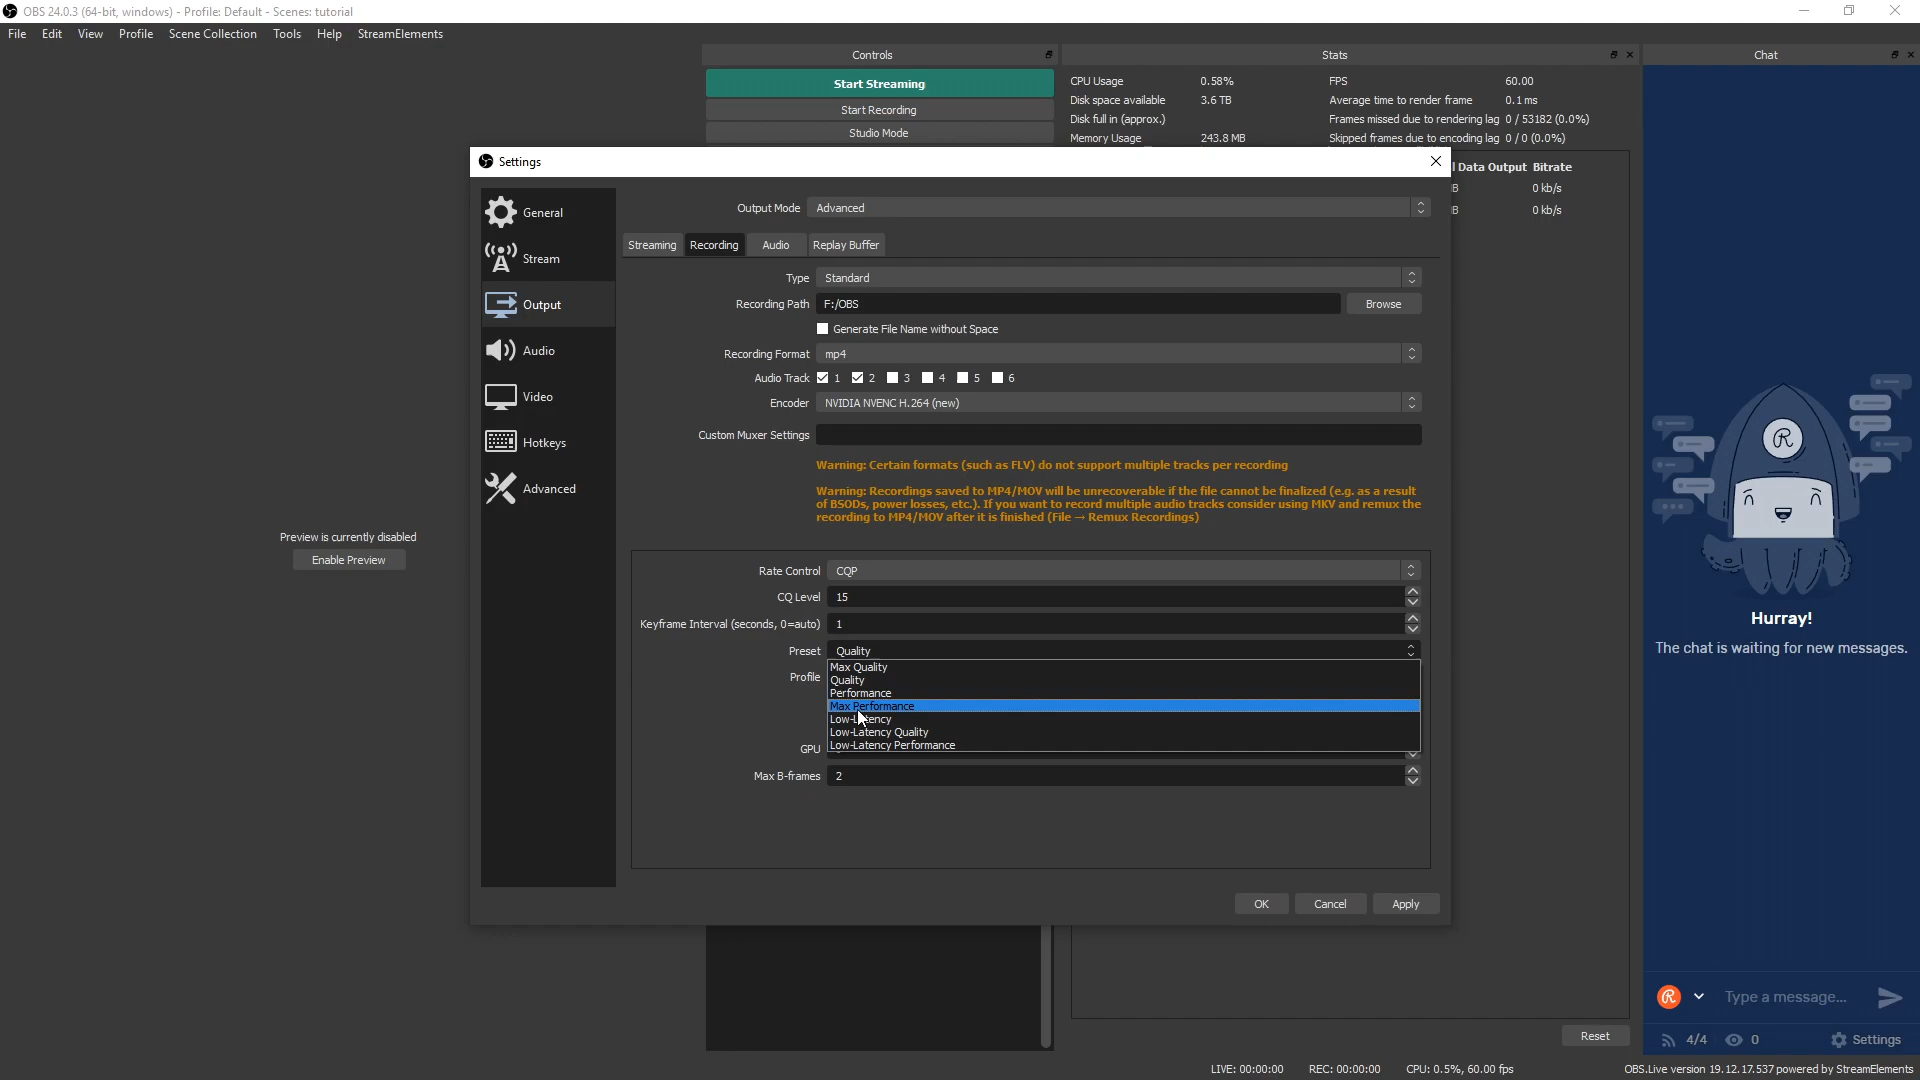 OBS 24.0.3 (64-bit, windows) - Profile: Default - Scenes: tutorial
File Edit View Profile Scene Collection Tools Help StreamElements
Controls
Start Streaming
Start Recording
Studio Mode
Stats
CPU Usage 0.58% FPS 60.00
Disk space available 3.6 TB Average time to render frame 0.1 ms
Disk full in (approx.) Frames missed due to rendering lag 0 / 53182 (0.0%)
Memory Usage 243.8 MB Skipped frames due to encoding lag 0 / 0 (0.0%)
l Data Output Bitrate
B 0 kb/s
B 0 kb/s
Chat
Preview is currently disabled
Enable Preview
Settings
General
Stream
Output
Audio
Video
Hotkeys
Advanced
Output Mode Advanced
Streaming Recording Audio Replay Buffer
Type Standard
Recording Path F:/OBS Browse
Generate File Name without Space
Recording Format mp4
Audio Track 1 2 3 4 5 6
Encoder NVIDIA NVENC H.264 (new)
Custom Muxer Settings
Warning: Certain formats (such as FLV) do not support multiple tracks per recording
Warning: Recordings saved to MP4/MOV will be unrecoverable if the file cannot be finalized (e.g. as a result
of BSODs, power losses, etc.). If you want to record multiple audio tracks consider using MKV and remux the
recording to MP4/MOV after it is finished (File → Remux Recordings)
Rate Control CQP
CQ Level 15
Keyframe Interval (seconds, 0=auto) 1
Preset Quality
Max Quality
Profile Quality
Performance
Max Performance
Low-Latency
Low-Latency Quality
GPU Low-Latency Performance
Max B-frames 2
OK Cancel Apply
Hurray!
The chat is waiting for new messages.
Type a message...
4/4 0 Settings
Reset
LIVE: 00:00:00 REC: 00:00:00 CPU: 0.5%, 60.00 fps OBS.Live version 19.12.17.537 powered by StreamElements